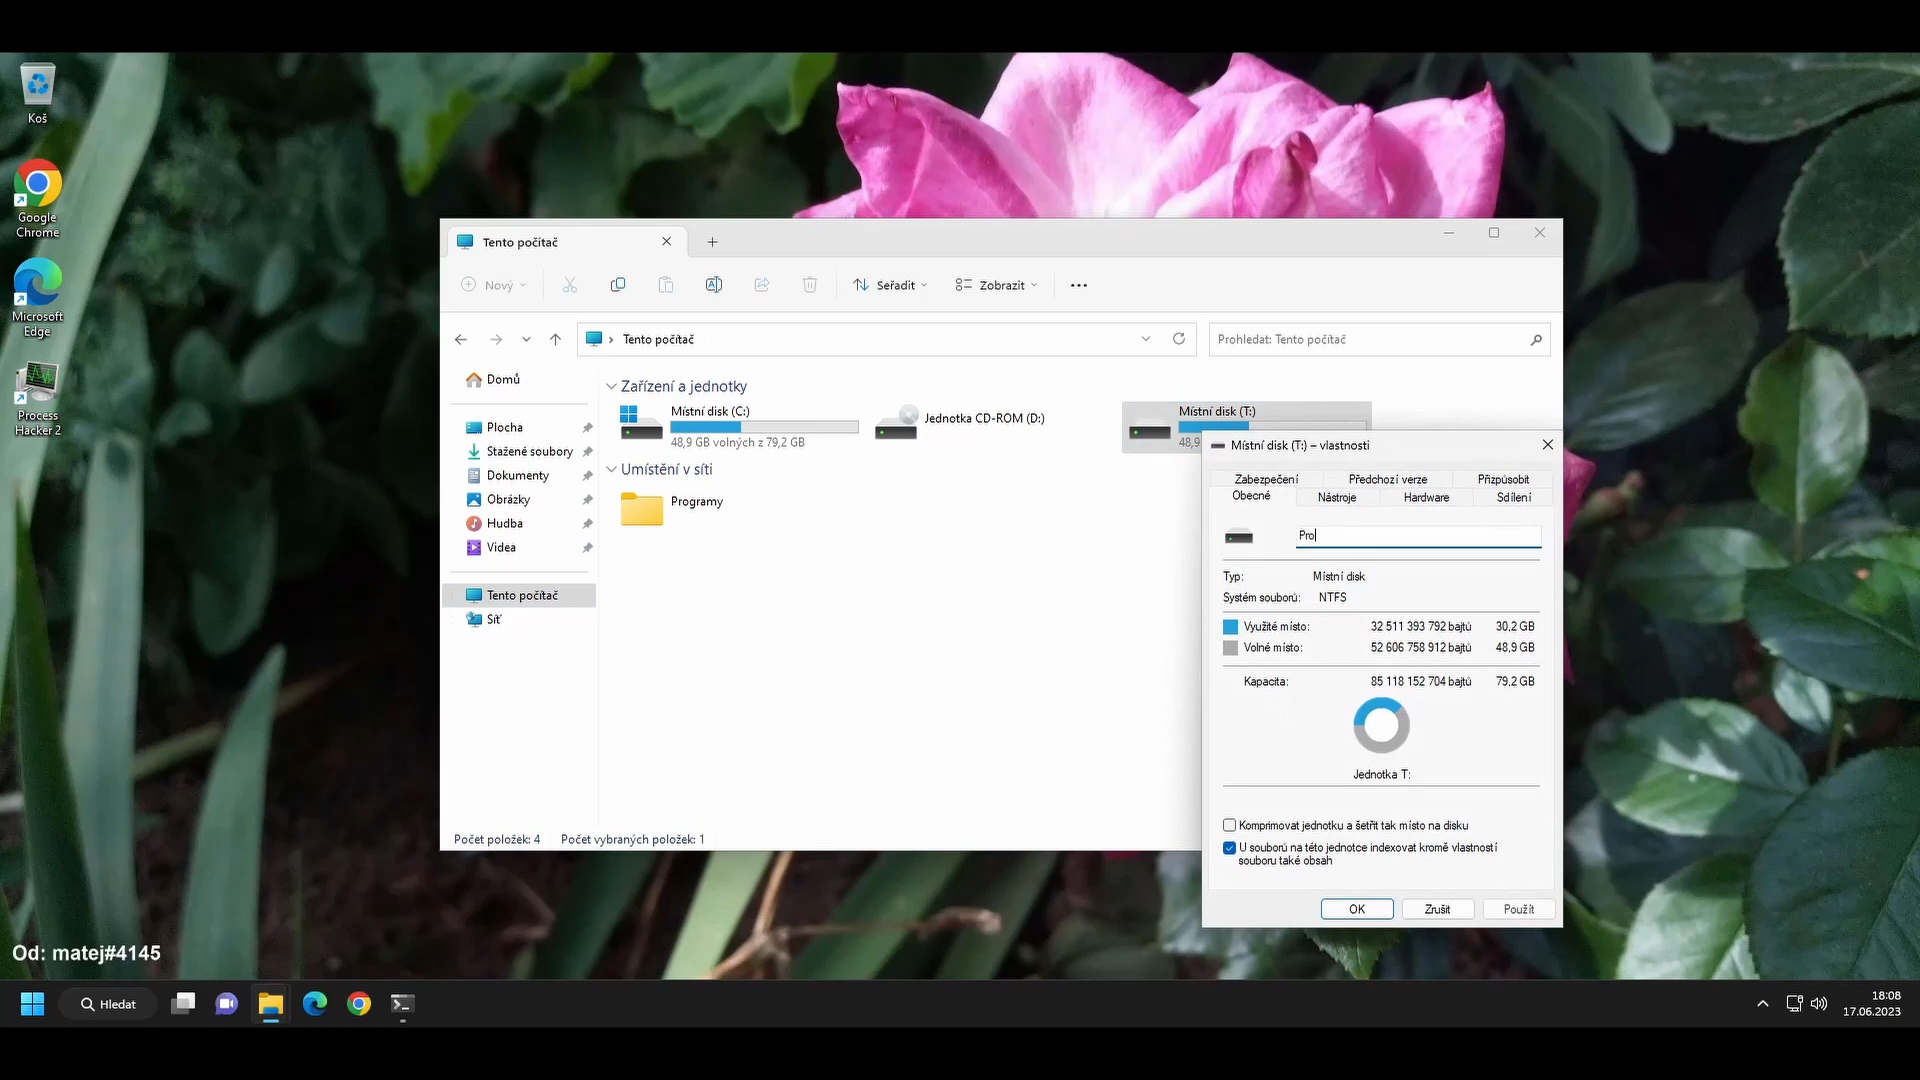 Koš
Google
Chrome
Microsoft
Edge
Process
Hacker 2
Tento počítač
Nový
Seřadit
Zobrazit
Tento počítač
Prohledat: Tento počítač
Domů
Plocha
Stažené soubory
Dokumenty
Obrázky
Hudba
Videa
Tento počítač
Síť
Zařízení a jednotky
Místní disk (C:)
48,9 GB volných z 79,2 GB
Jednotka CD-ROM (D:)
Místní disk (T:)
48,9
Umístění v síti
Programy
Počet položek: 4
Počet vybraných položek: 1
Místní disk (T:) – vlastnosti
Zabezpečení
Předchozí verze
Přizpůsobit
Obecné
Nástroje
Hardware
Sdílení
Pro
Typ: Místní disk
Systém souborů: NTFS
Využité místo: 32 511 393 792 bajtů 30,2 GB
Volné místo: 52 606 758 912 bajtů 48,9 GB
Kapacita: 85 118 152 704 bajtů 79,2 GB
Jednotka T:
Komprimovat jednotku a šetřit tak místo na disku
U souborů na této jednotce indexovat kromě vlastností
souboru také obsah
OK
Zrušit
Použít
Od: matej#4145
Hledat
18:08
17.06.2023